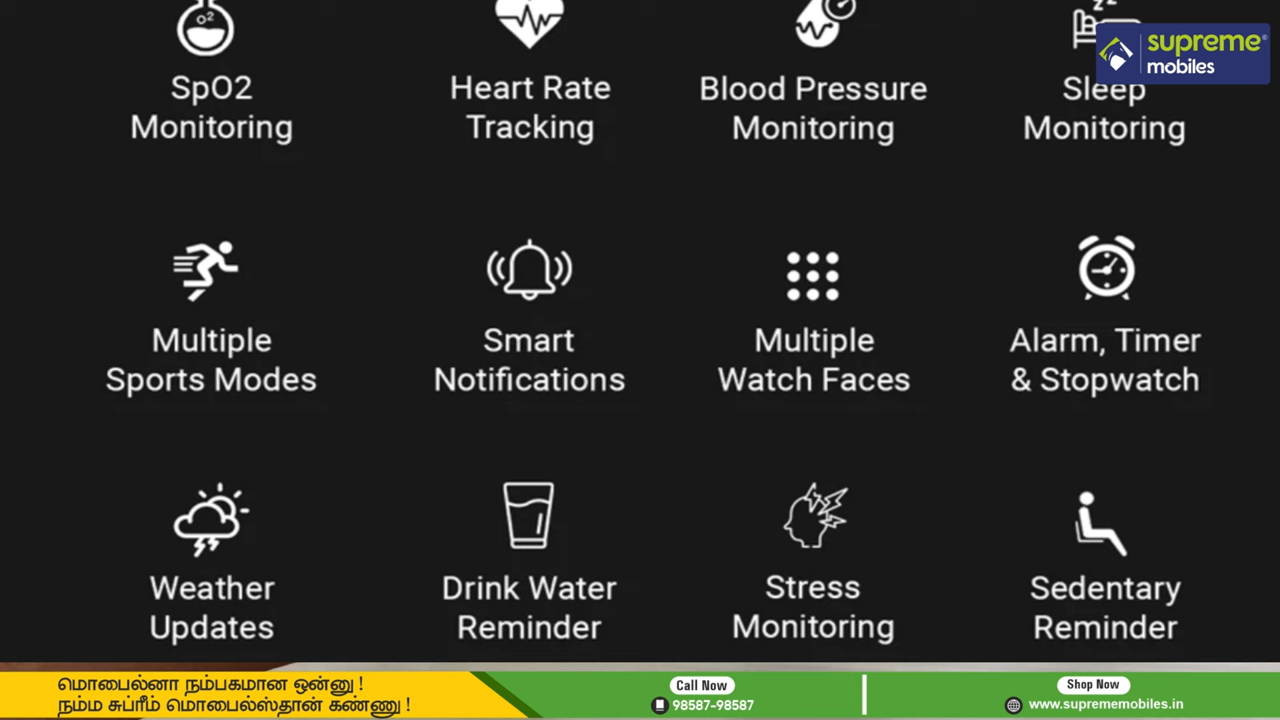 O2
zz
supreme
mobiles
SpO2
Monitoring
Heart Rate
Tracking
Blood Pressure
Monitoring
Sleep
Monitoring
Multiple
Sports Modes
Smart
Notifications
Multiple
Watch Faces
Alarm, Timer
& Stopwatch
Weather
Updates
Drink Water
Reminder
Stress
Monitoring
Sedentary
Reminder
மொபைல்னா நம்பகமான ஒன்னு !
நம்ம சுப்ரீம் மொபைல்ஸ்தான் கண்ணு !
Call Now
98587-98587
Shop Now
www.suprememobiles.in